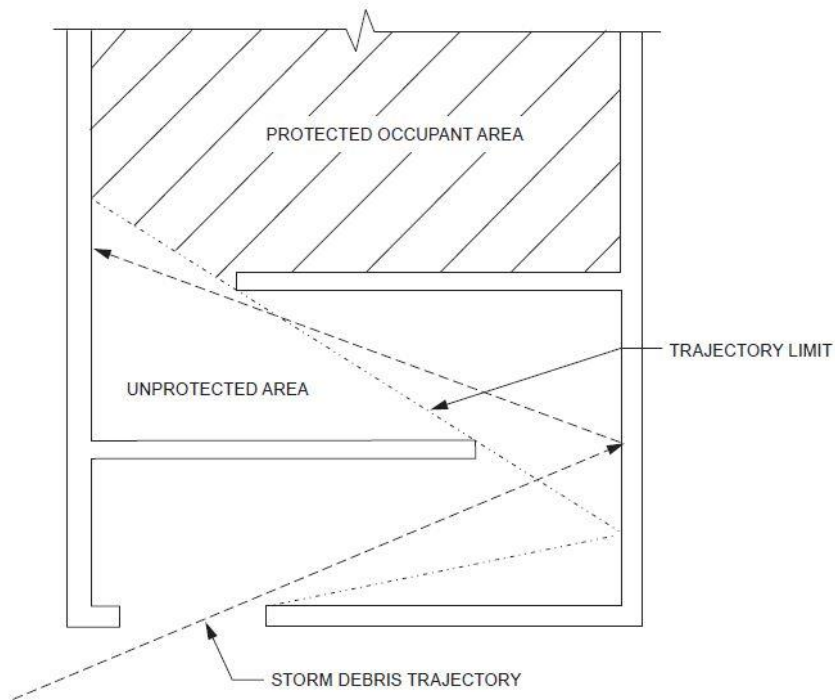 PROTECTED OCCUPANT AREA
TRAJECTORY LIMIT
UNPROTECTED AREA
STORM DEBRIS TRAJECTORY